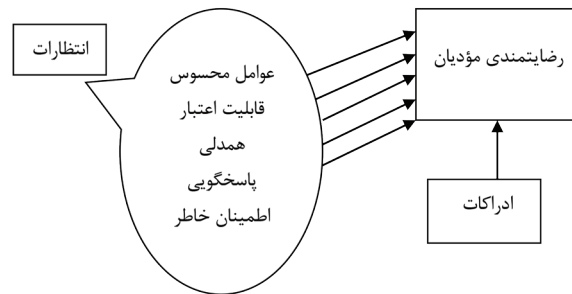 رضایتمندی مؤدیان
ادراکات
عوامل محسوس
قابلیت اعتبار
همدلی
پاسخگویی
اطمینان خاطر
انتظارات